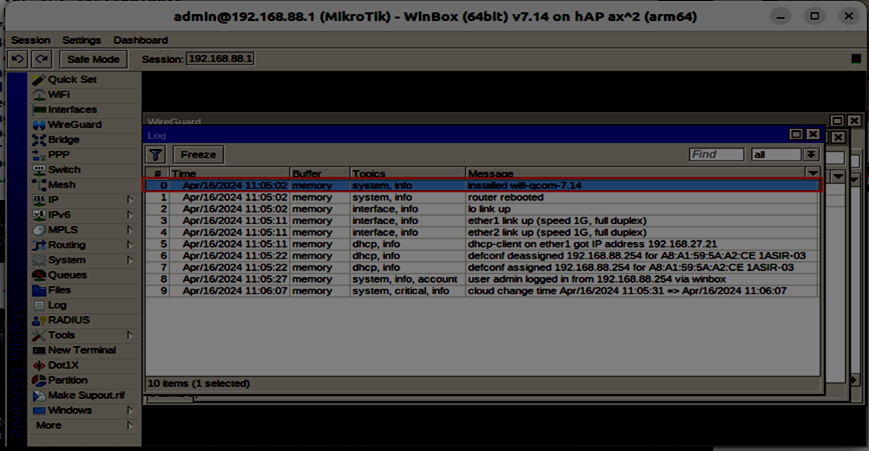 admin@192.168.88.1 (MikroTik) - WinBox (64bit) v7.14 on hAP ax^2 (arm64)
Session Settings Dashboard
Safe Mode Session: 192.168.88.1
Quick Set
WiFi
Interfaces
WireGuard
Bridge
PPP
Switch
Mesh
IP
IPv6
MPLS
Routing
System
Queues
Files
Log
RADIUS
Tools
New Terminal
Dot1X
Partition
Make Supout.rif
Windows
More
WireGuard
Log
Freeze Find all
# Time Buffer Topics Message
0 Apr/16/2024 11:05:02 memory system, info installed wifi-qcom-7.14
1 Apr/16/2024 11:05:02 memory system, info router rebooted
2 Apr/16/2024 11:05:02 memory interface, info lo link up
3 Apr/16/2024 11:05:11 memory interface, info ether1 link up (speed 1G, full duplex)
4 Apr/16/2024 11:05:11 memory interface, info ether2 link up (speed 1G, full duplex)
5 Apr/16/2024 11:05:11 memory dhcp, info dhcp-client on ether1 got IP address 192.168.27.21
6 Apr/16/2024 11:05:22 memory dhcp, info defconf deassigned 192.168.88.254 for A8:A1:59:5A:A2:CE 1ASIR-03
7 Apr/16/2024 11:05:22 memory dhcp, info defconf assigned 192.168.88.254 for A8:A1:59:5A:A2:CE 1ASIR-03
8 Apr/16/2024 11:05:27 memory system, info, account user admin logged in from 192.168.88.254 via winbox
9 Apr/16/2024 11:06:07 memory system, critical, info cloud change time Apr/16/2024 11:05:31 => Apr/16/2024 11:06:07
10 items (1 selected)